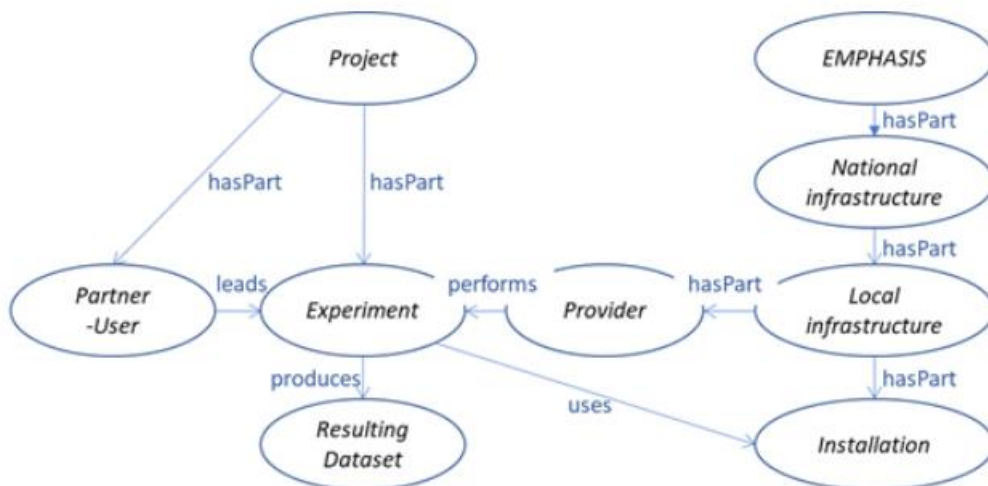 Project
EMPHASIS
hasPart
National
infrastructure
hasPart
hasPart
hasPart
Partner
-User
leads
Experiment
performs
Provider
hasPart
Local
infrastructure
produces
uses
hasPart
Resulting
Dataset
Installation